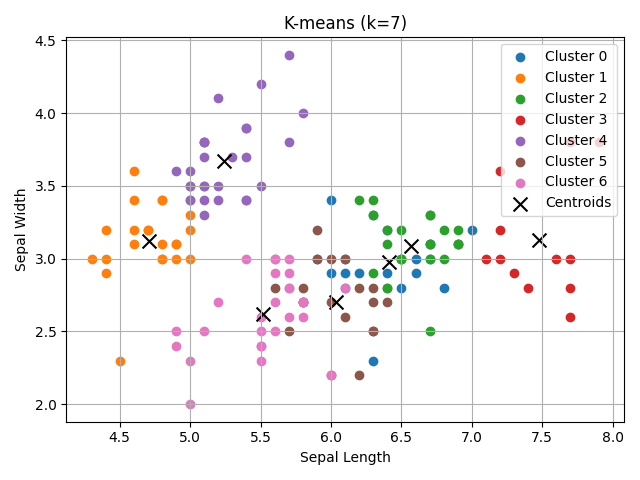 K-means (k=7)
4.5
4.0
3.5
3.0
2.5
2.0
Sepal Width
Cluster 0
Cluster 1
Cluster 2
Cluster 3
Cluster 4
Cluster 5
Cluster 6
Centroids
4.5 5.0 5.5 6.0 6.5 7.0 7.5 8.0
Sepal Length